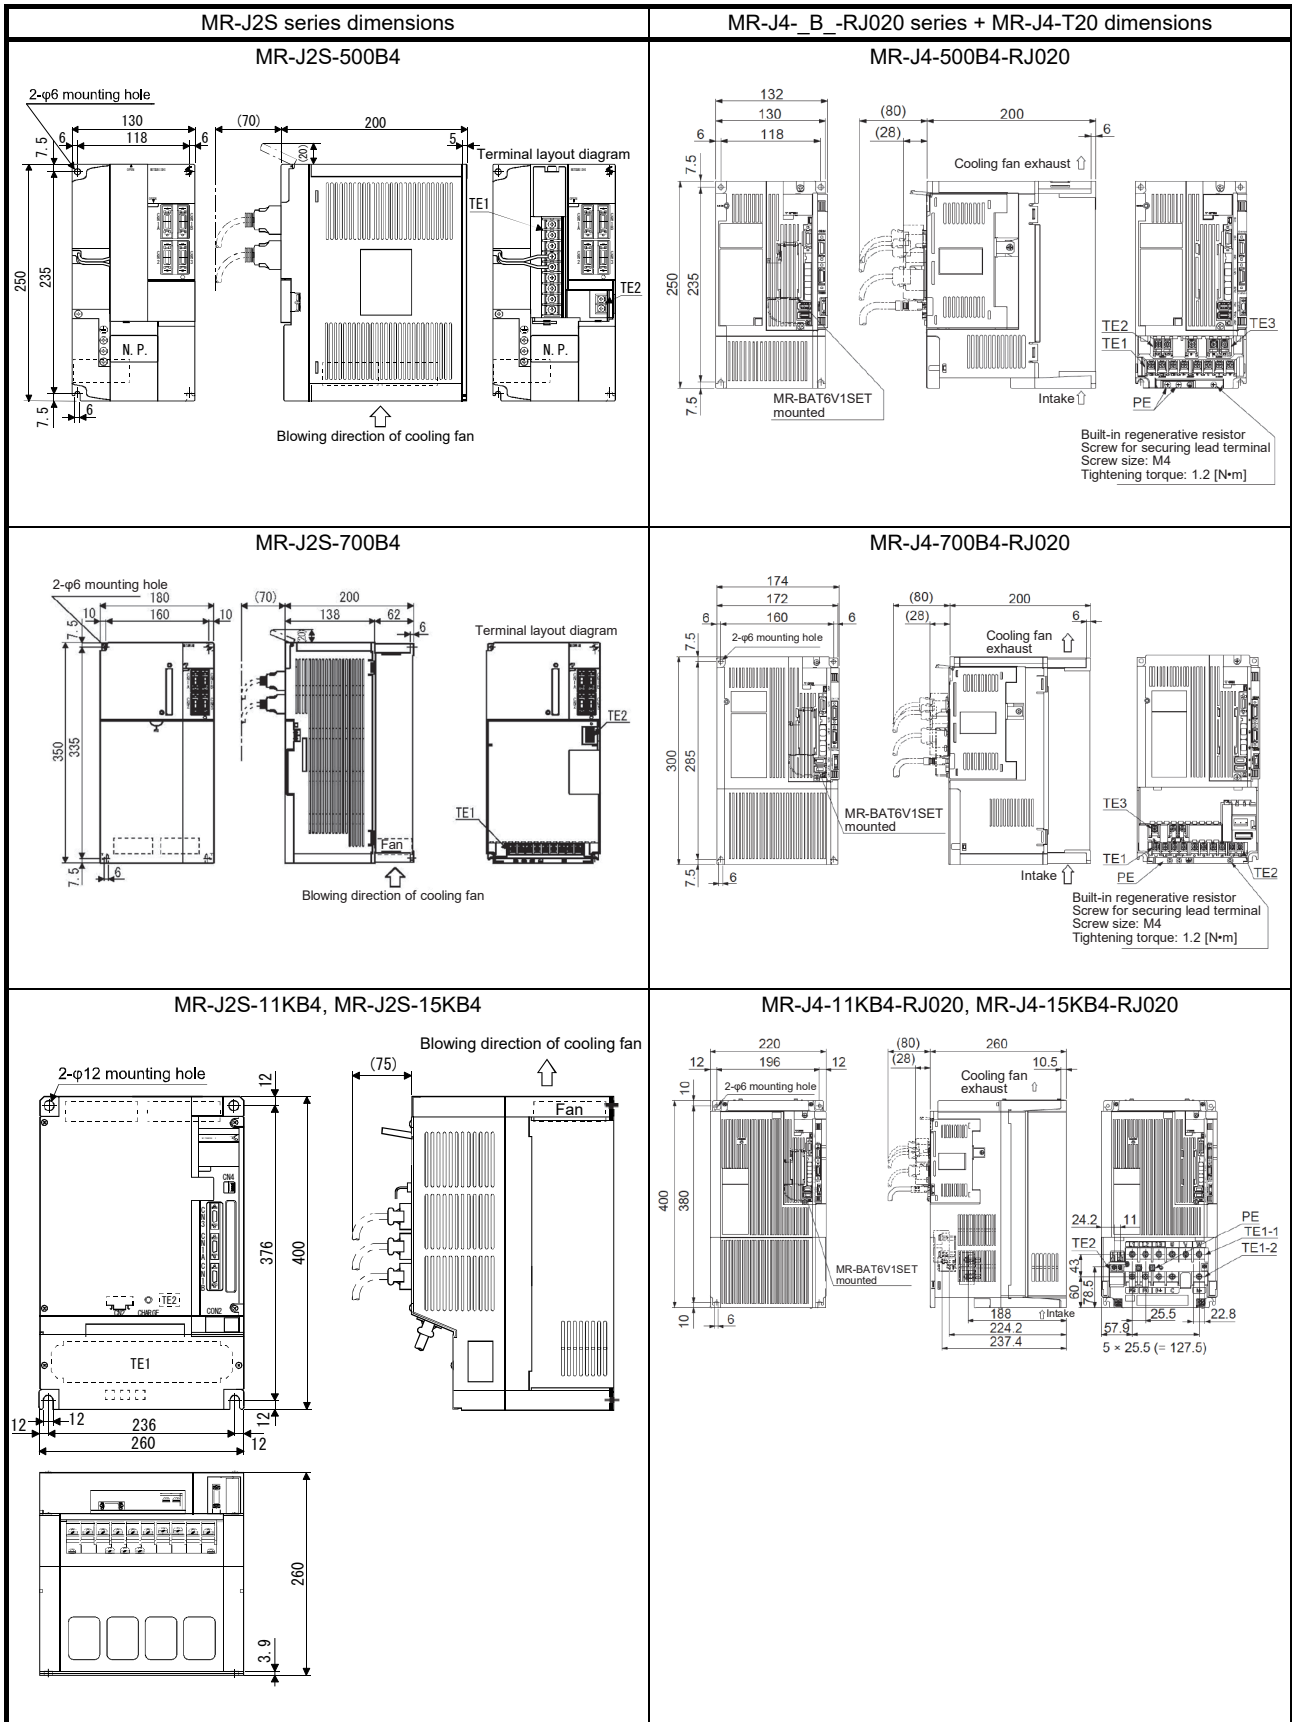 MR-J2S series dimensions
MR-J4-_B_-RJ020 series + MR-J4-T20 dimensions
MR-J2S-500B4
2-φ6 mounting hole
130
118
6
6
7.5
(70)
200
(20)
5
Terminal layout diagram
TE1
TE2
250
235
N.P.
N.P.
7.5
6
Blowing direction of cooling fan
MR-J4-500B4-RJ020
132
130
6
118
7.5
(80)
(28)
200
6
Cooling fan exhaust
250
235
7.5
MR-BAT6V1SET
mounted
Intake
TE2
TE1
TE3
PE
Built-in regenerative resistor
Screw for securing lead terminal
Screw size: M4
Tightening torque: 1.2 [N•m]
MR-J2S-700B4
2-φ6 mounting hole
180
10
160
10
7.5
(70)
200
138
62
(20)
6
Terminal layout diagram
TE2
350
335
TE1
Fan
7.5
6
Blowing direction of cooling fan
MR-J4-700B4-RJ020
174
172
6
160
6
7.5
2-φ6 mounting hole
(80)
(28)
200
6
Cooling fan
exhaust
300
285
7.5
6
MR-BAT6V1SET
mounted
Intake
TE3
TE1
TE2
PE
Built-in regenerative resistor
Screw for securing lead terminal
Screw size: M4
Tightening torque: 1.2 [N•m]
MR-J2S-11KB4, MR-J2S-15KB4
Blowing direction of cooling fan
2-φ12 mounting hole
12
(75)
Fan
CN4
CN3
CN1A
CN1B
376
400
TE2
CN2
CHARGE
CON2
TE1
12
12
236
12
260
12
260
3.9
MR-J4-11KB4-RJ020, MR-J4-15KB4-RJ020
220
12
196
12
10
2-φ6 mounting hole
(80)
(28)
260
10.5
Cooling fan
exhaust
400
380
10
6
MR-BAT6V1SET
mounted
Intake
188
224.2
237.4
24.2
11
PE
TE1-1
TE2
TE1-2
43
78.5
60
25.5
22.8
57.9
5 × 25.5 (= 127.5)